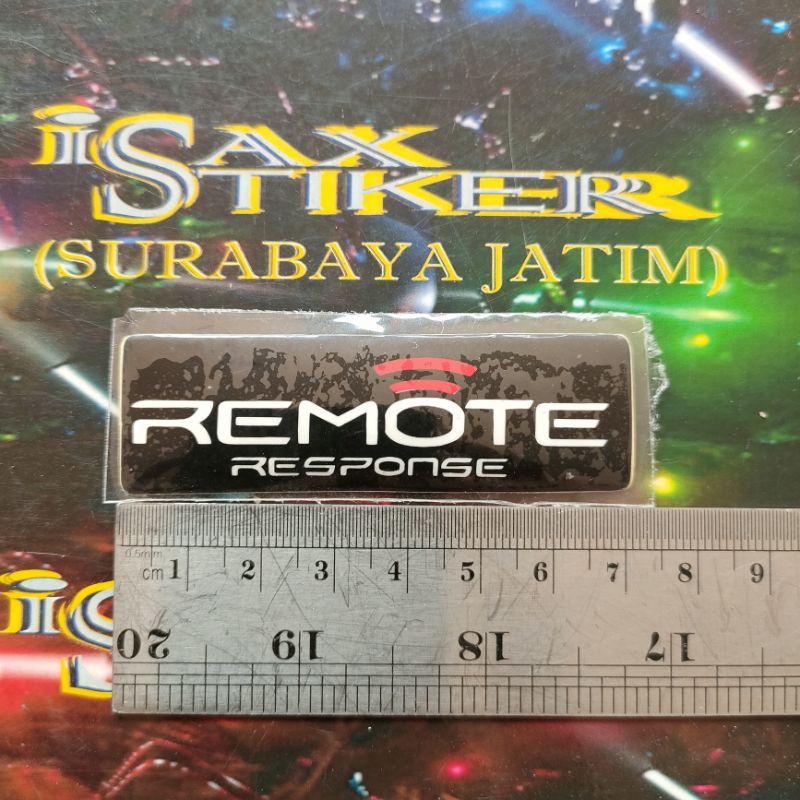 iSAX
STIKER
(SURABAYA JATIM)
REMOTE
RESPONSE
0.5mm
cm 1 2 3 4 5 6 7 8 9
20 19 18 17
iS